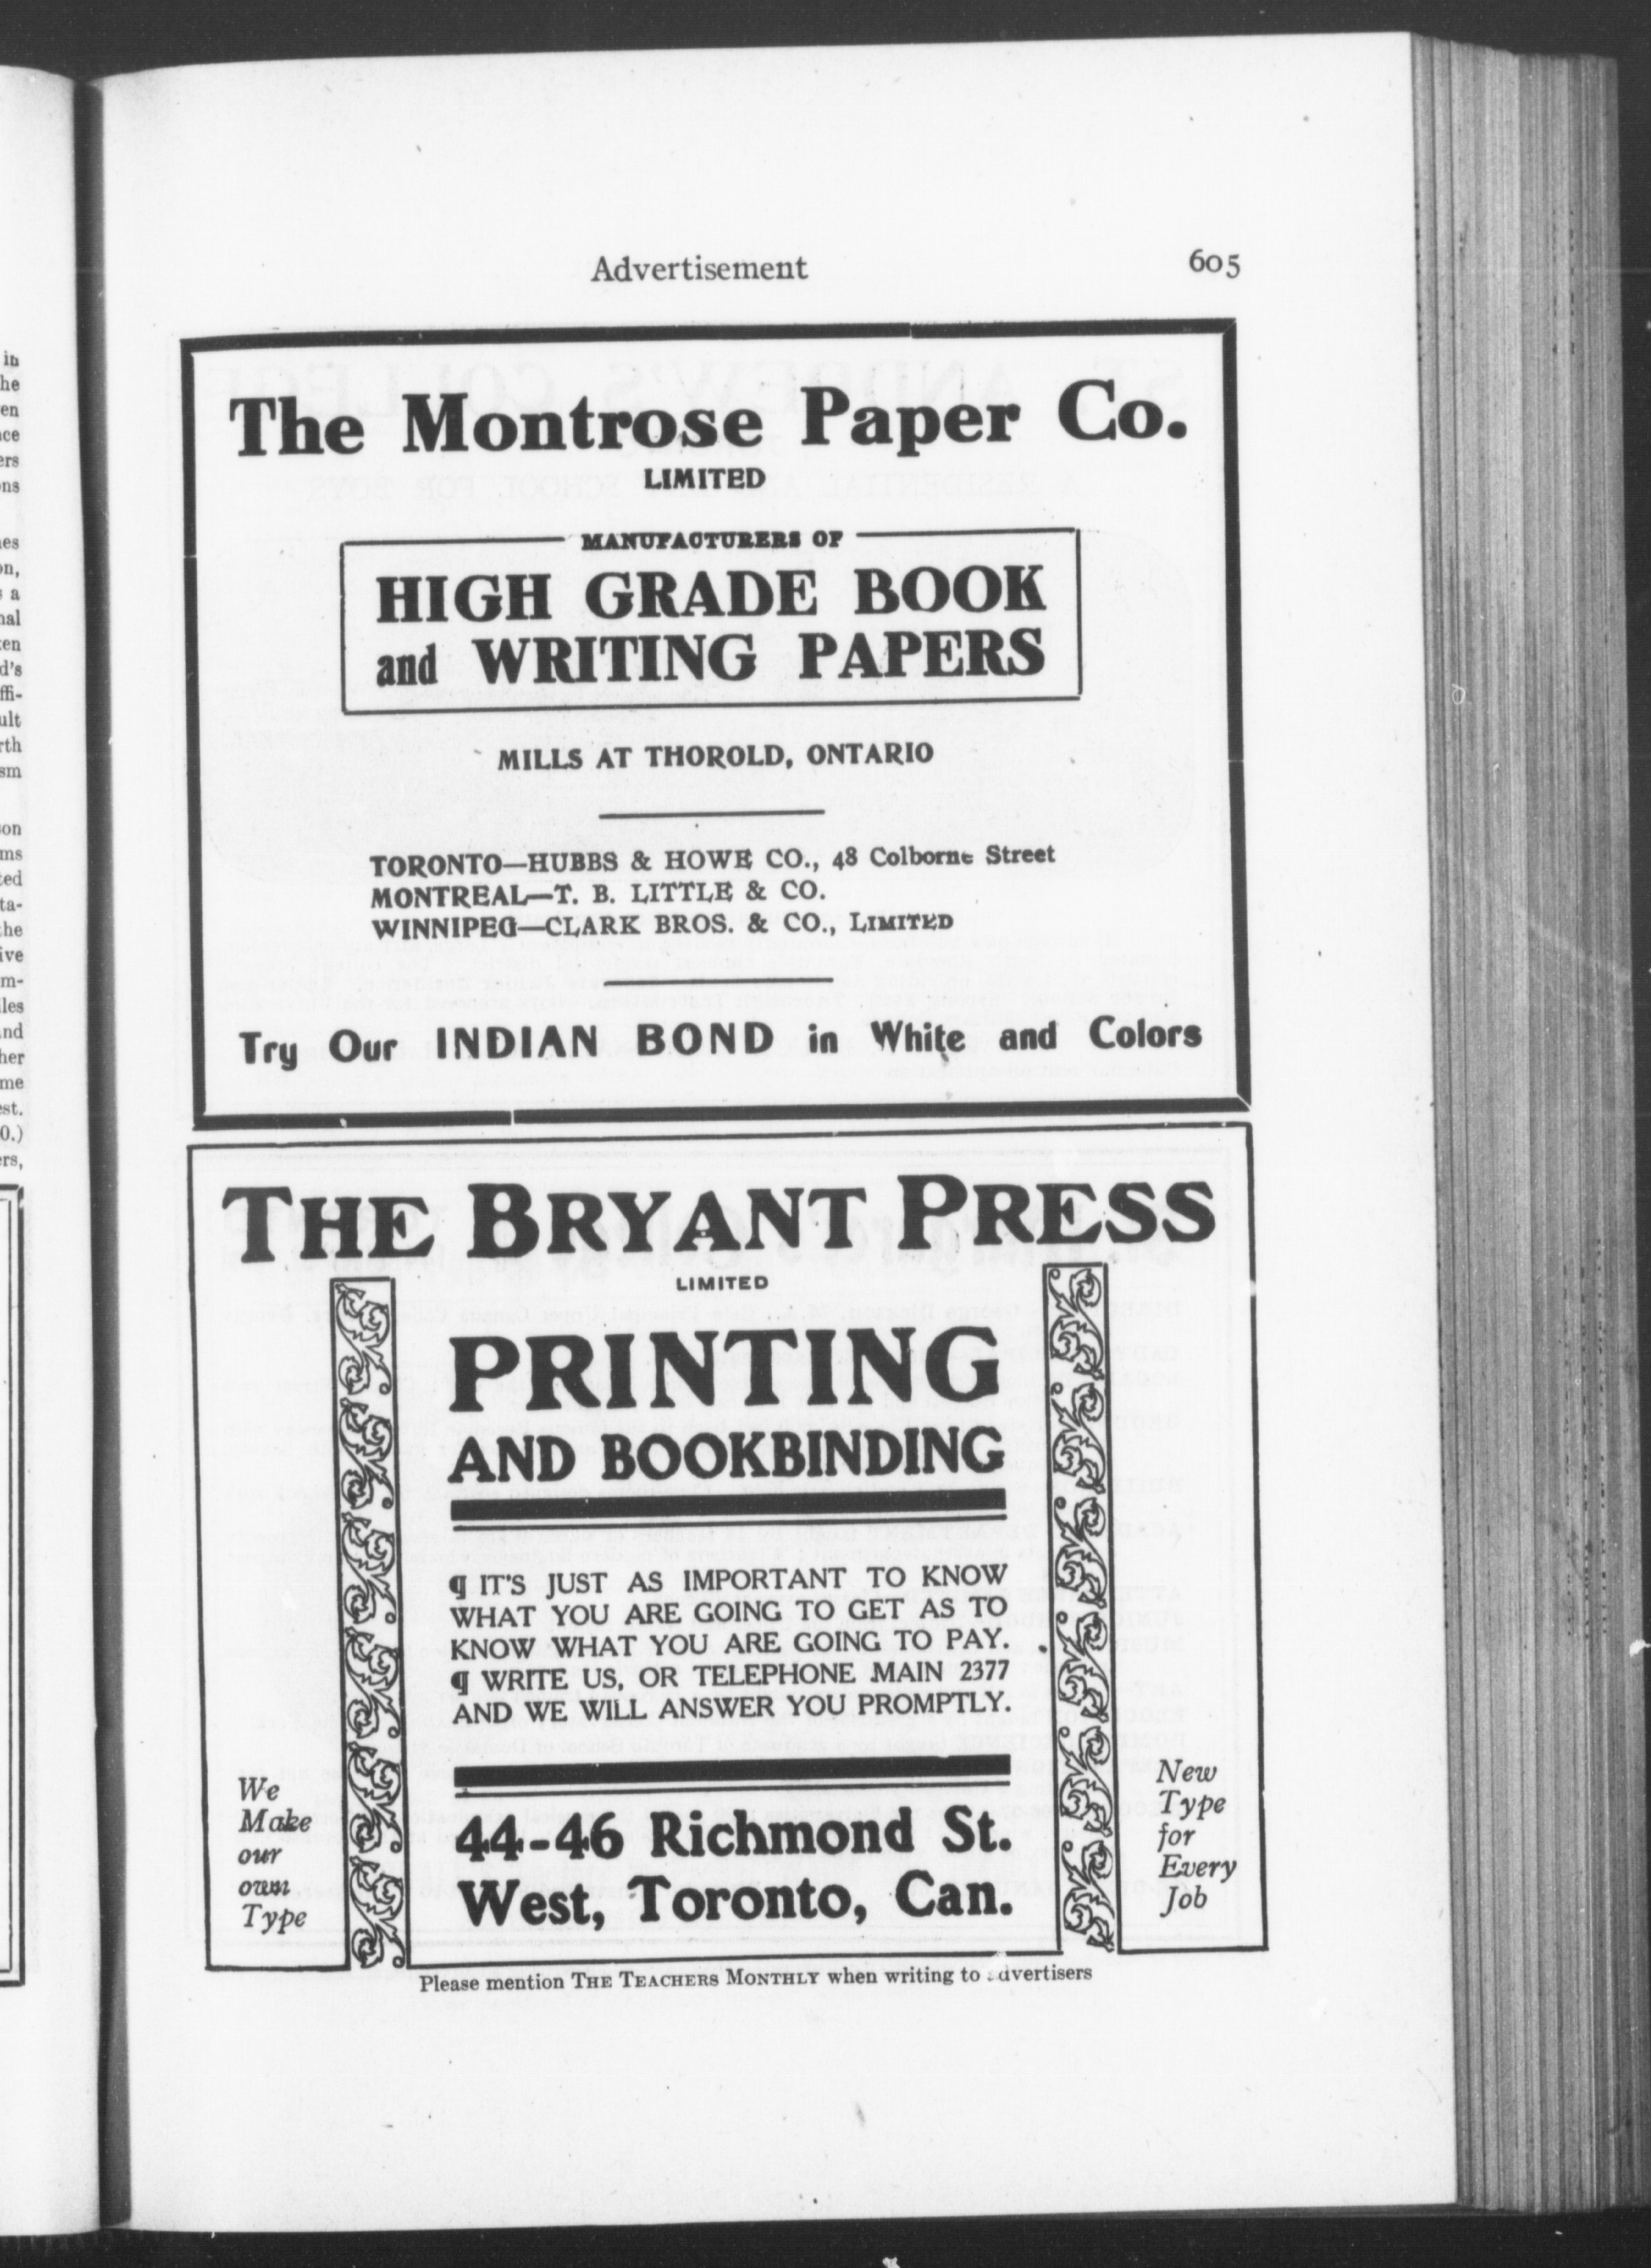 Advertisement 605
The Montrose Paper Co.
LIMITED
MANUFACTURERS OF
HIGH GRADE BOOK
and WRITING PAPERS
MILLS AT THOROLD, ONTARIO
TORONTO—HUBBS & HOWE CO., 48 Colborne Street
MONTREAL—T. B. LITTLE & CO.
WINNIPEG—CLARK BROS. & CO., LIMITED
Try Our INDIAN BOND in White and Colors
THE BRYANT PRESS
LIMITED
PRINTING
AND BOOKBINDING
¶ IT'S JUST AS IMPORTANT TO KNOW
WHAT YOU ARE GOING TO GET AS TO
KNOW WHAT YOU ARE GOING TO PAY.
¶ WRITE US, OR TELEPHONE MAIN 2377
AND WE WILL ANSWER YOU PROMPTLY.
We
Make
our
own
Type
44-46 Richmond St.
West, Toronto, Can.
New
Type
for
Every
Job
Please mention THE TEACHERS MONTHLY when writing to advertisers